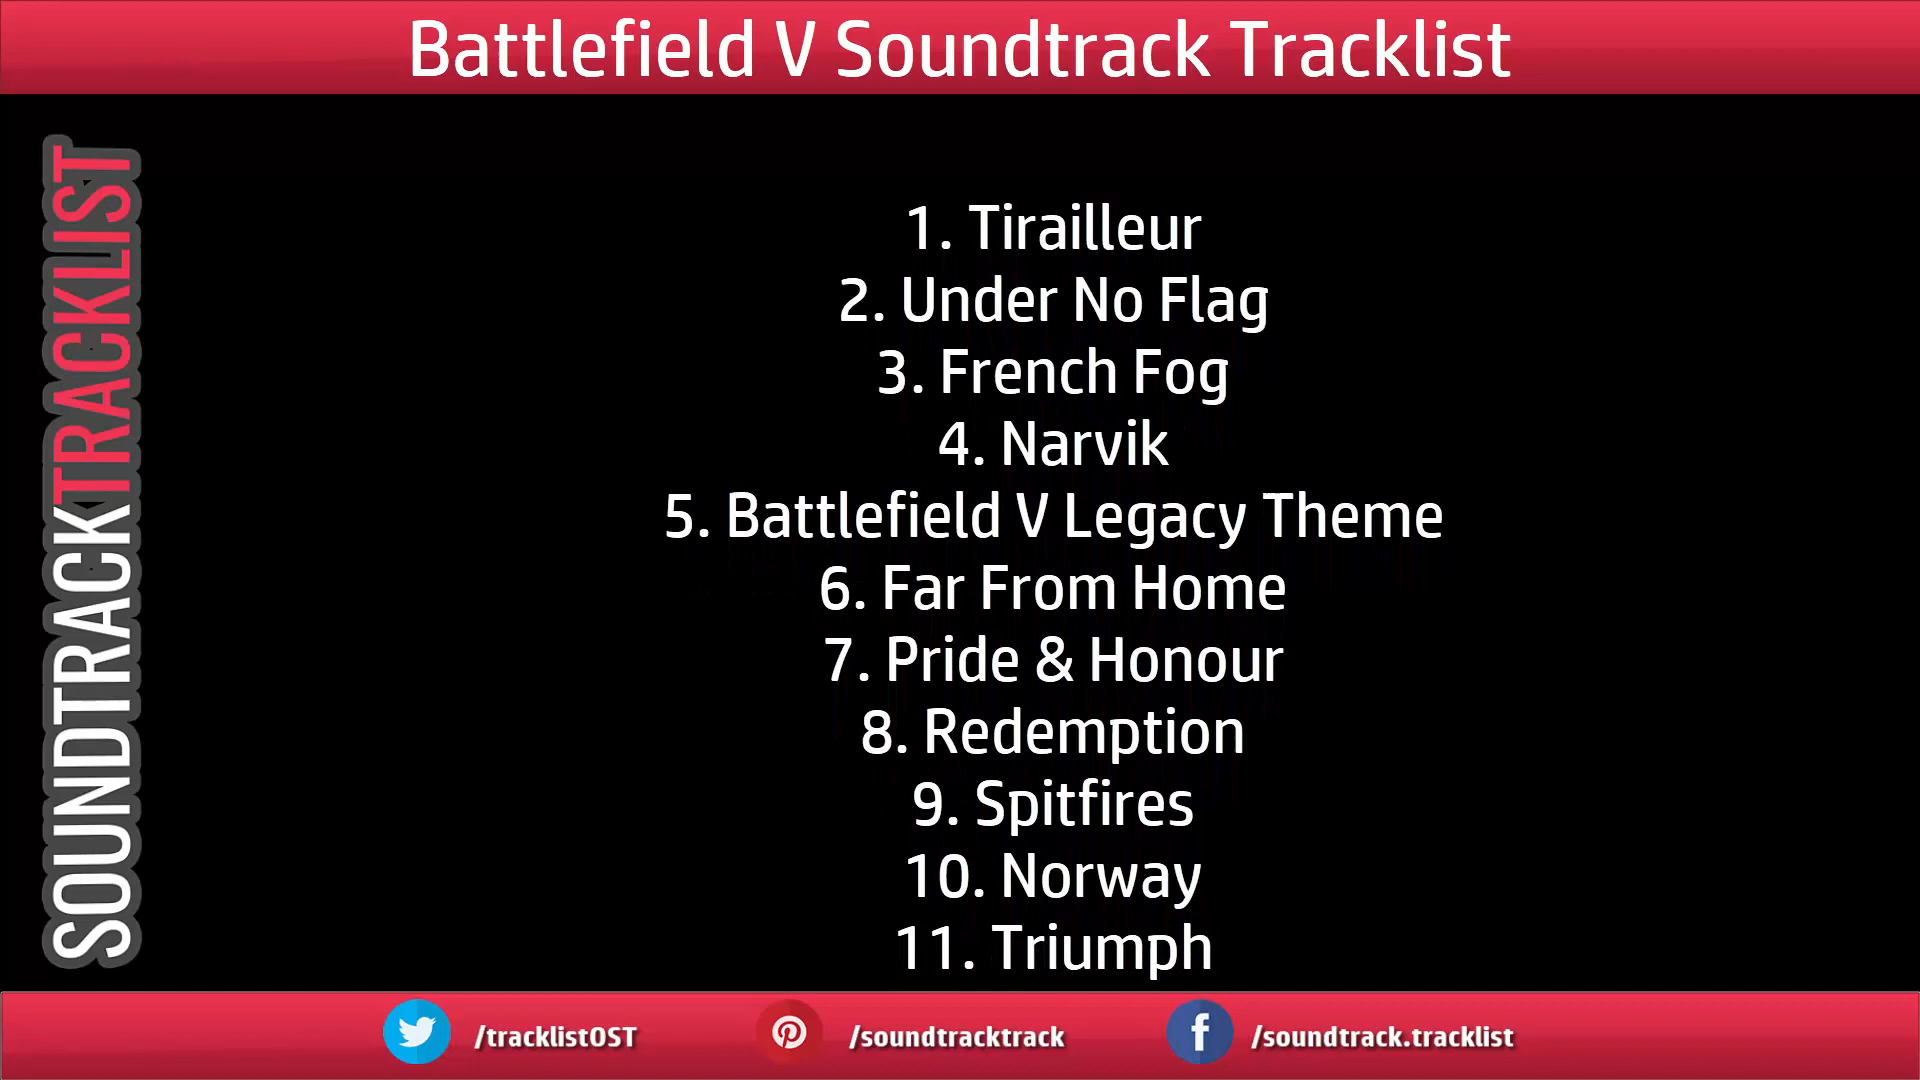 Battlefield V Soundtrack Tracklist
SOUNDTRACKTRACKLIST
1. Tirailleur
2. Under No Flag
3. French Fog
4. Narvik
5. Battlefield V Legacy Theme
6. Far From Home
7. Pride & Honour
8. Redemption
9. Spitfires
10. Norway
11. Triumph
/tracklistOST
/soundtracktrack
/soundtrack.tracklist